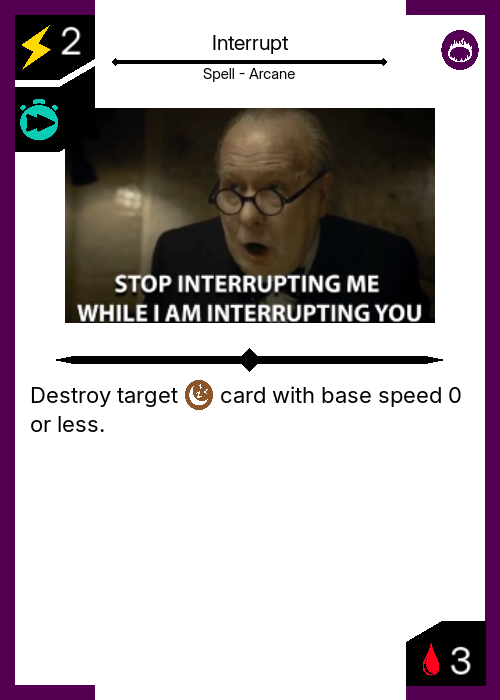 2
Interrupt
Spell - Arcane
STOP INTERRUPTING ME
WHILE I AM INTERRUPTING YOU
Destroy target card with base speed 0
or less.
3